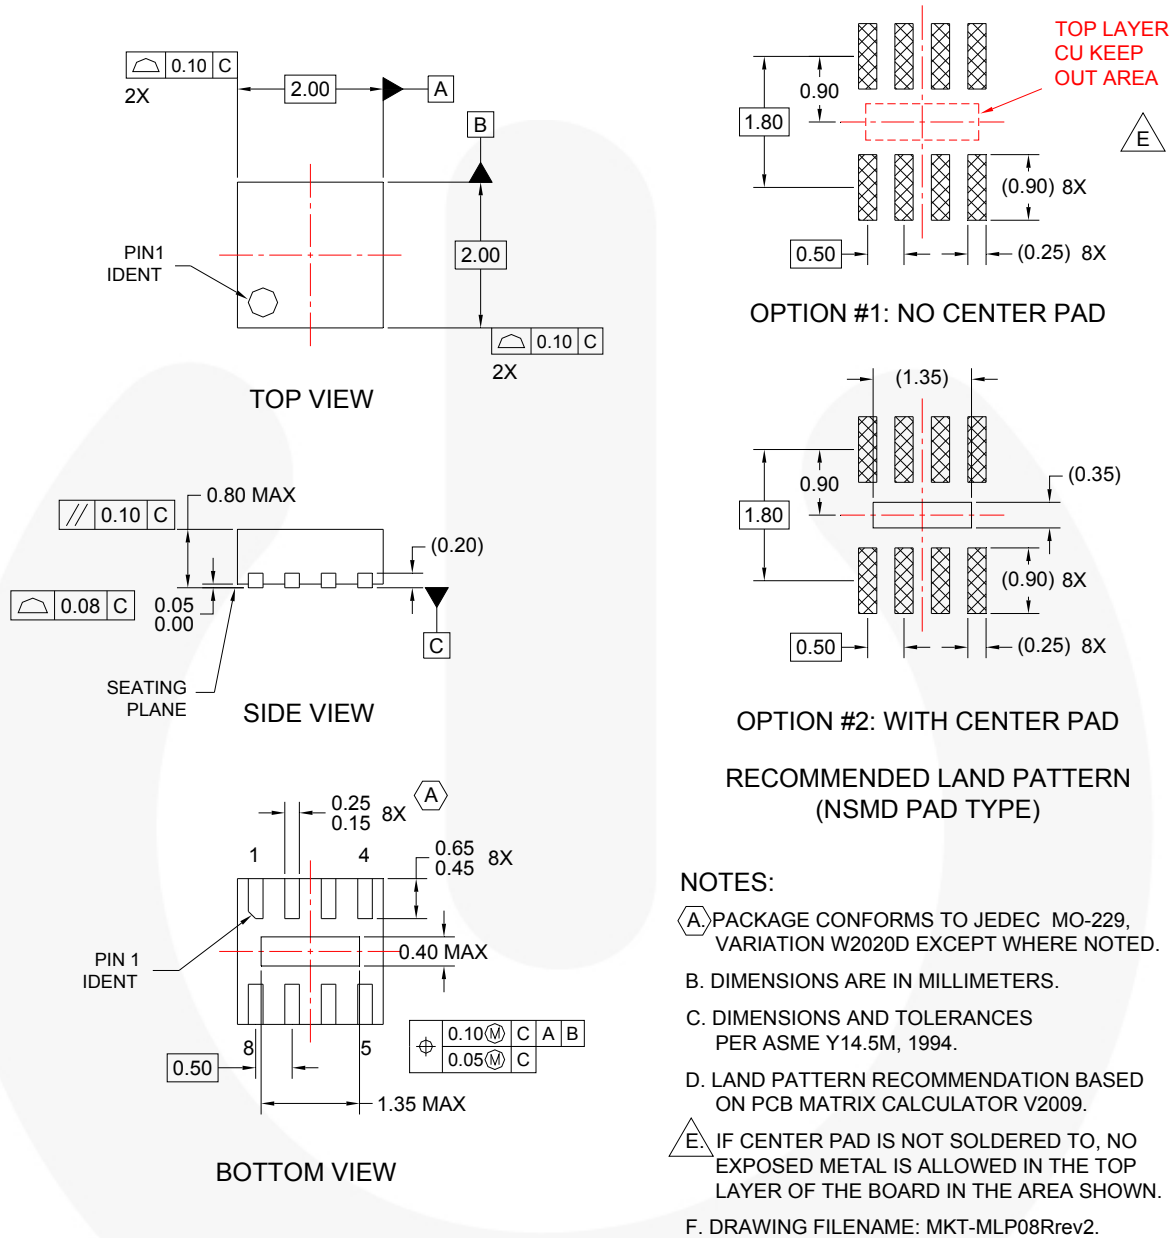 0.10 C
2X
2.00
A
B
PIN1
IDENT
2.00
0.10 C
2X
TOP VIEW
0.80 MAX
0.10 C
(0.20)
0.08 C
0.05
0.00
C
SEATING
PLANE
SIDE VIEW
0.25
0.15
8X
A
1
4
0.65
0.45
8X
PIN 1
IDENT
0.40 MAX
8
5
0.10 M C A B
0.05 M C
0.50
1.35 MAX
BOTTOM VIEW
TOP LAYER
CU KEEP
OUT AREA
0.90
1.80
E
(0.90) 8X
0.50
(0.25) 8X
OPTION #1: NO CENTER PAD
(1.35)
0.90
(0.35)
1.80
(0.90) 8X
0.50
(0.25) 8X
OPTION #2: WITH CENTER PAD
RECOMMENDED LAND PATTERN
(NSMD PAD TYPE)
NOTES:
A. PACKAGE CONFORMS TO JEDEC MO-229,
VARIATION W2020D EXCEPT WHERE NOTED.
B. DIMENSIONS ARE IN MILLIMETERS.
C. DIMENSIONS AND TOLERANCES
PER ASME Y14.5M, 1994.
D. LAND PATTERN RECOMMENDATION BASED
ON PCB MATRIX CALCULATOR V2009.
E. IF CENTER PAD IS NOT SOLDERED TO, NO
EXPOSED METAL IS ALLOWED IN THE TOP
LAYER OF THE BOARD IN THE AREA SHOWN.
F. DRAWING FILENAME: MKT-MLP08Rrev2.